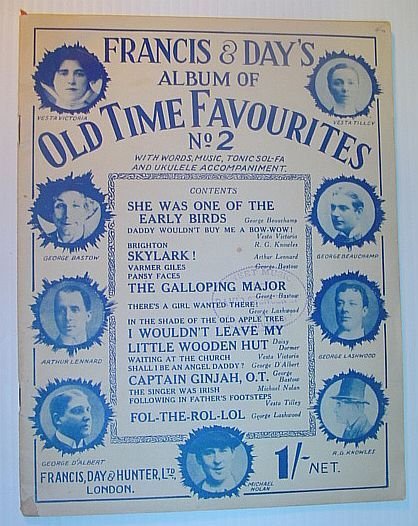 FRANCIS & DAY'S
ALBUM OF
OLD TIME FAVOURITES
No 2
WITH WORDS, MUSIC, TONIC SOL-FA
AND UKULELE ACCOMPANIMENT.
VESTA VICTORIA
VESTA TILLEY
CONTENTS
SHE WAS ONE OF THE
EARLY BIRDS George Beauchamp
DADDY WOULDN'T BUY ME A BOW-WOW!
Vesta Victoria
BRIGHTON R. G. Knowles
SKYLARK! Arthur Lennard
VARMER GILES George Bastow
PANSY FACES
THE GALLOPING MAJOR
George Bastow
THERE'S A GIRL WANTED THERE!
George Lashwood
IN THE SHADE OF THE OLD APPLE TREE
I WOULDN'T LEAVE MY
LITTLE WOODEN HUT Daisy Dormer
WAITING AT THE CHURCH Vesta Victoria
SHALL I BE AN ANGEL DADDY? George D'Albert
CAPTAIN GINJAH, O.T. George Bastow
THE SINGER WAS IRISH Michael Nolan
FOLLOWING IN FATHER'S FOOTSTEPS
Vesta Tilley
FOL-THE-ROL-LOL George Lashwood
GEORGE BASTOW
GEORGE BEAUCHAMP
ARTHUR LENNARD
GEORGE LASHWOOD
GEORGE D'ALBERT
R.G. KNOWLES
MICHAEL
NOLAN
FRANCIS, DAY & HUNTER, LTD
LONDON.
1/- NET.